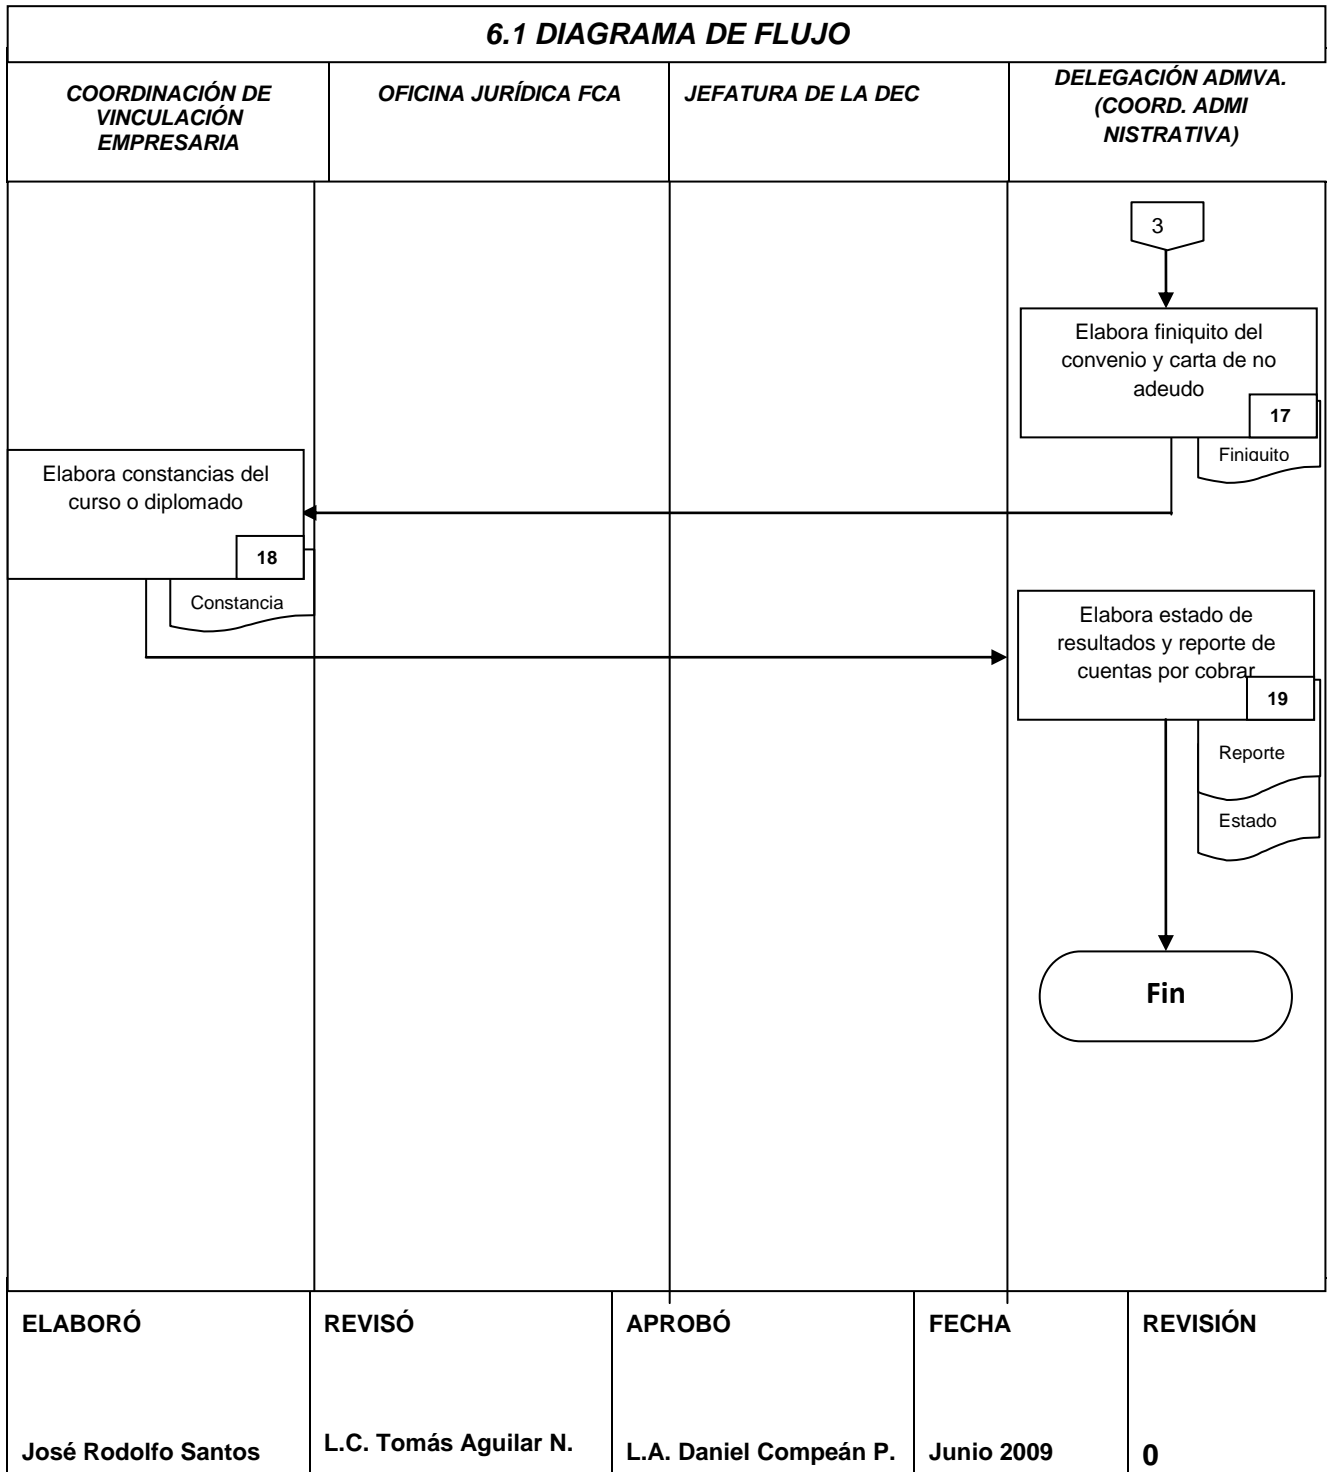 6.1 DIAGRAMA DE FLUJO
COORDINACIÓN DE
VINCULACIÓN
EMPRESARIA
OFICINA JURÍDICA FCA
JEFATURA DE LA DEC
DELEGACIÓN ADMVA.
(COORD. ADMI
NISTRATIVA)
3
Elabora finiquito del
convenio y carta de no
adeudo
17
Finiquito
Elabora constancias del
curso o diplomado
18
Constancia
Elabora estado de
resultados y reporte de
cuentas por cobrar
19
Reporte
Estado
Fin
ELABORÓ
REVISÓ
APROBÓ
FECHA
REVISIÓN
José Rodolfo Santos
L.C. Tomás Aguilar N.
L.A. Daniel Compeán P.
Junio 2009
0